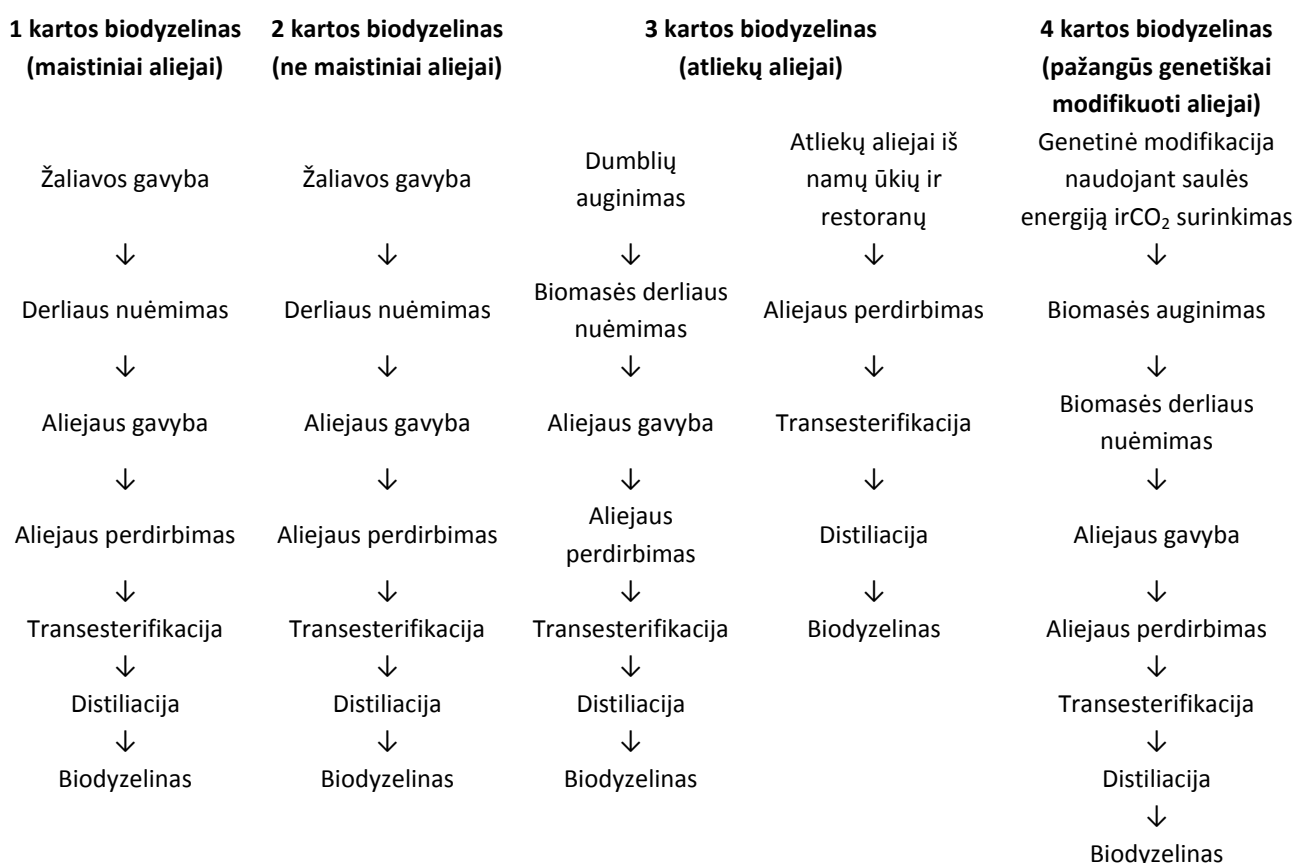 1 kartos biodyzelinas
(maistiniai aliejai)
2 kartos biodyzelinas
(ne maistiniai aliejai)
3 kartos biodyzelinas
(atliekų aliejai)
4 kartos biodyzelinas
(pažangūs genetiškai
modifikuoti aliejai)
Žaliavos gavyba
↓
Derliaus nuėmimas
↓
Aliejaus gavyba
↓
Aliejaus perdirbimas
↓
Transesterifikacija
↓
Distiliacija
↓
Biodyzelinas
Žaliavos gavyba
↓
Derliaus nuėmimas
↓
Aliejaus gavyba
↓
Aliejaus perdirbimas
↓
Transesterifikacija
↓
Distiliacija
↓
Biodyzelinas
Dumblių
auginimas
↓
Biomasės derliaus
nuėmimas
↓
Aliejaus gavyba
↓
Aliejaus
perdirbimas
↓
Transesterifikacija
↓
Distiliacija
↓
Biodyzelinas
Atliekų aliejai iš
namų ūkių ir
restoranų
↓
Aliejaus perdirbimas
↓
Transesterifikacija
↓
Distiliacija
↓
Biodyzelinas
Genetinė modifikacija
naudojant saulės
energiją irCO₂ surinkimas
↓
Biomasės auginimas
↓
Biomasės derliaus
nuėmimas
↓
Aliejaus gavyba
↓
Aliejaus perdirbimas
↓
Transesterifikacija
↓
Distiliacija
↓
Biodyzelinas